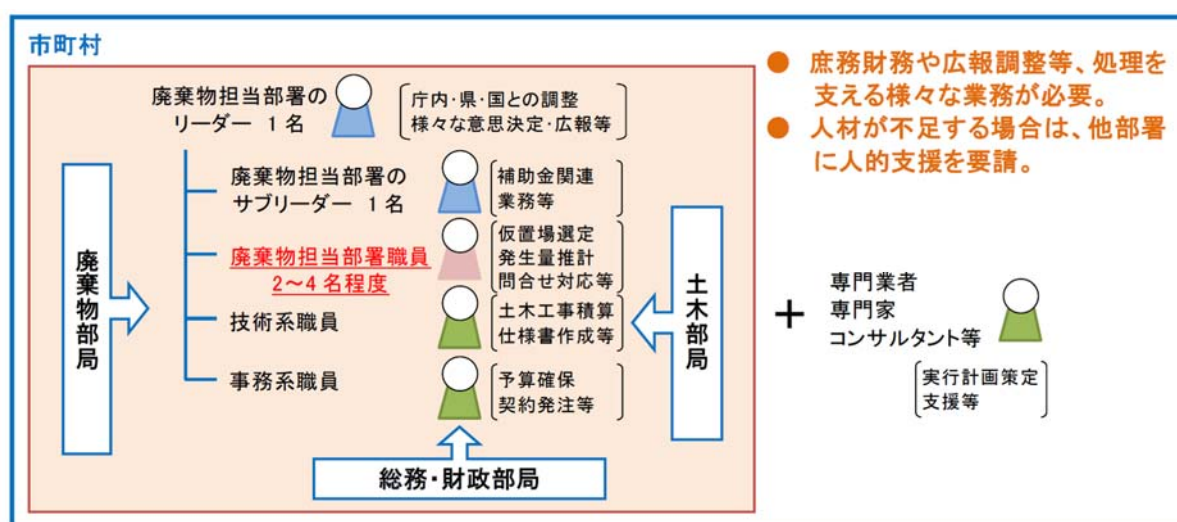 市町村
廃棄物担当部署の
リーダー 1名
庁内・県・国との調整
様々な意思決定・広報等
廃棄物担当部署の
サブリーダー 1名
補助金関連
業務等
廃棄物担当部署職員
2～4名程度
仮置場選定
発生量推計
問合せ対応等
技術系職員
土木工事積算
仕様書作成等
事務系職員
予算確保
契約発注等
廃棄物部局
土木部局
総務・財政部局
● 庶務財務や広報調整等、処理を
支える様々な業務が必要。
● 人材が不足する場合は、他部署
に人的支援を要請。
＋
専門業者
専門家
コンサルタント等
実行計画策定
支援等